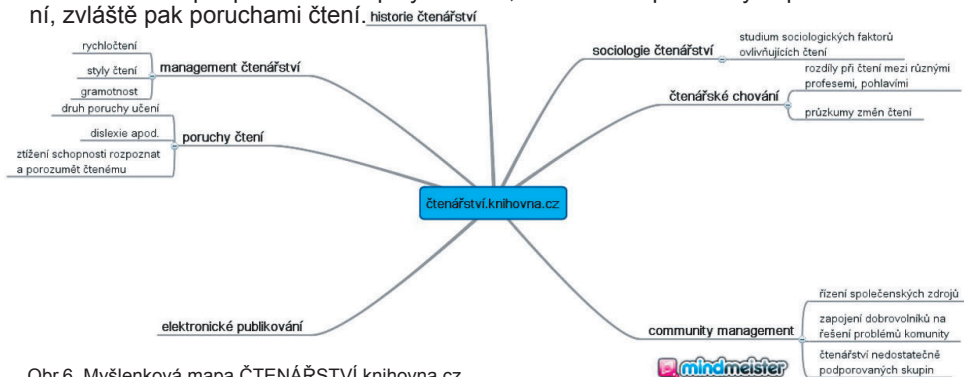 ní, zvláště pak poruchami čtení.
historie čtenářství
rychločtení
styly čtení
gramotnost
management čtenářství
druh poruchy učení
dislexie apod.
ztížení schopnosti rozpoznat
a porozumět čtenému
poruchy čtení
sociologie čtenářství
studium sociologických faktorů
ovlivňujících čtení
čtenářské chování
rozdíly při čtení mezi různými
profesemi, pohlavími
průzkumy změn čtení
čtenářství.knihovna.cz
elektronické publikování
community management
řízení společenských zdrojů
zapojení dobrovolníků na
řešení problémů komunity
čtenářství nedostatečně
podporovaných skupin
mindmeister
Obr.6. Myšlenková mapa ČTENÁŘSTVÍ.knihovna.cz